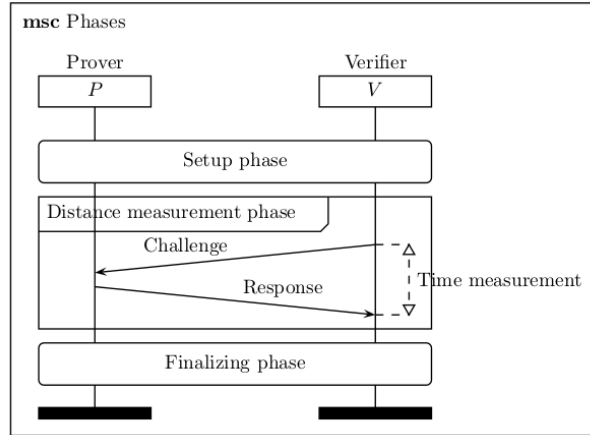 msc Phases
Prover
Verifier
P
V
Setup phase
Distance measurement phase
Challenge
Time measurement
Response
Finalizing phase